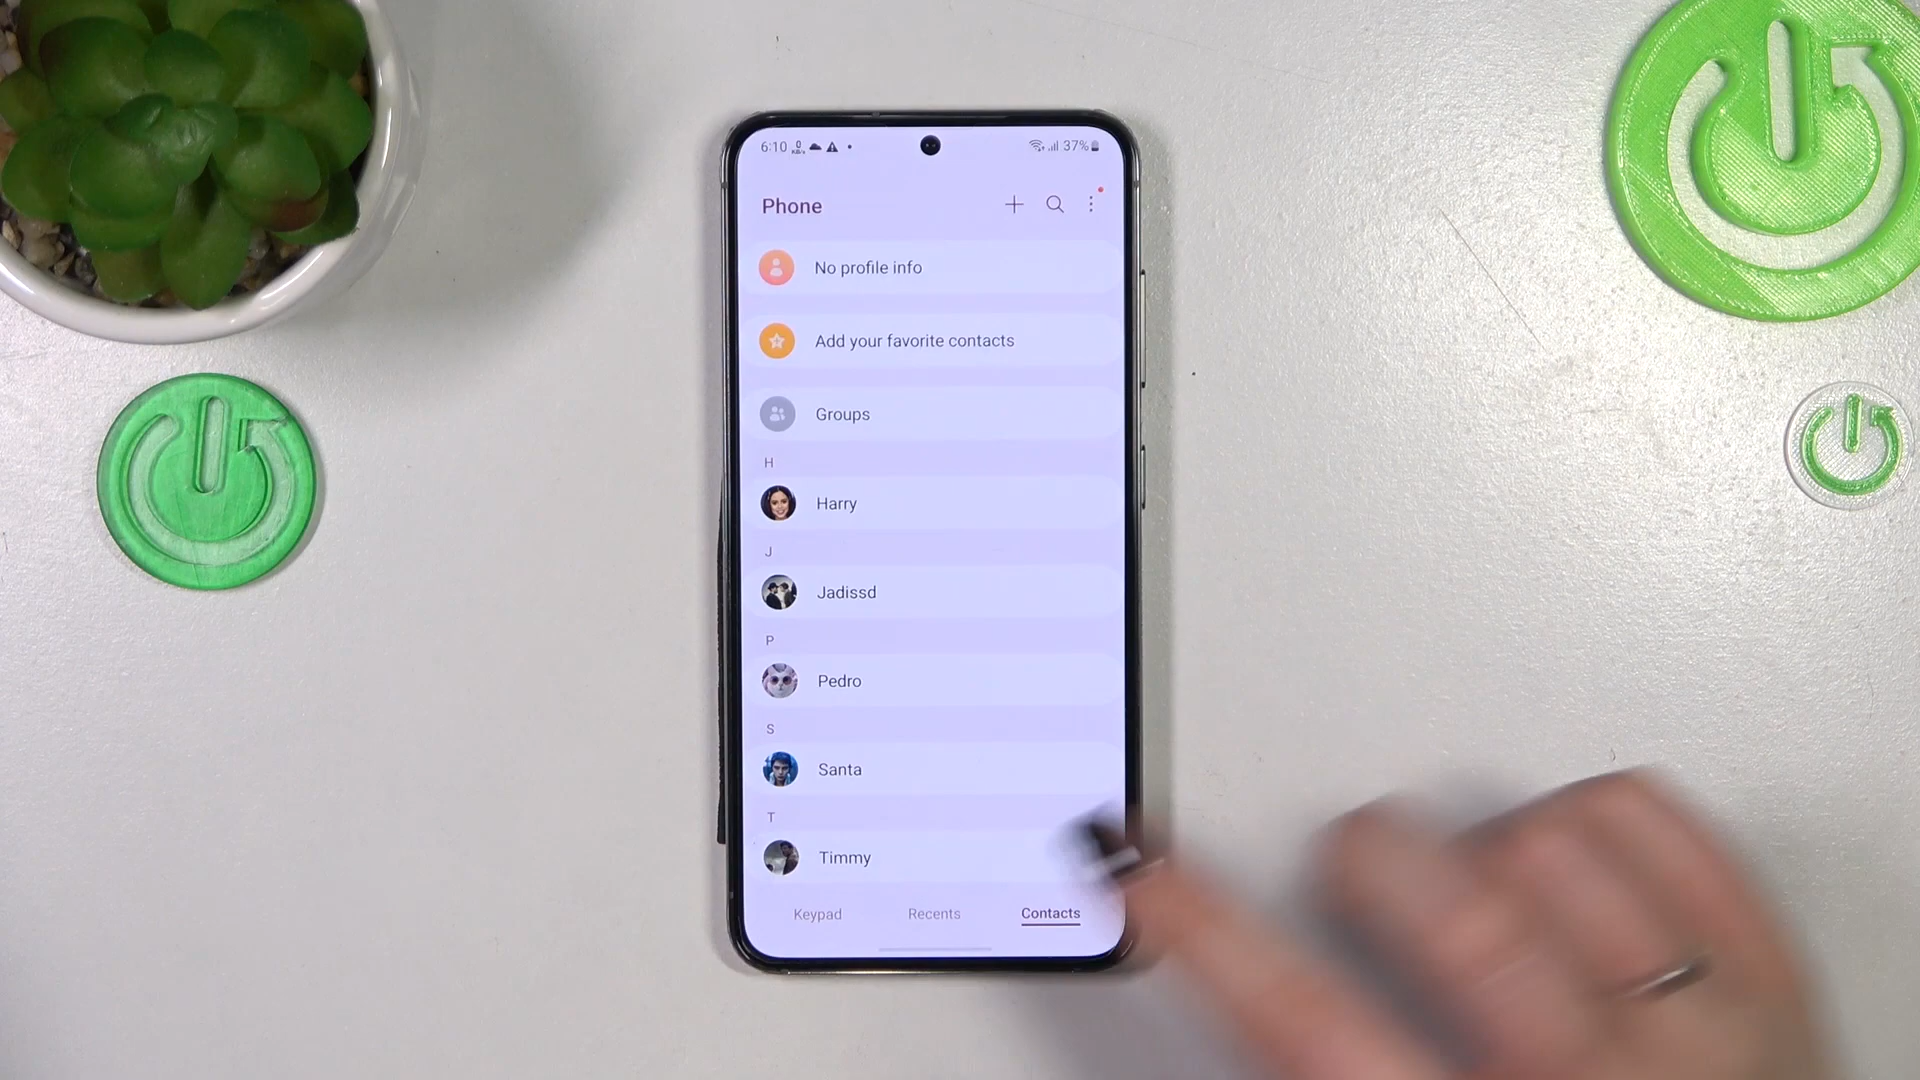 6:10
37%
Phone
No profile info
Add your favorite contacts
Groups
H
Harry
J
Jadissd
P
Pedro
S
Santa
T
Timmy
Keypad
Recents
Contacts